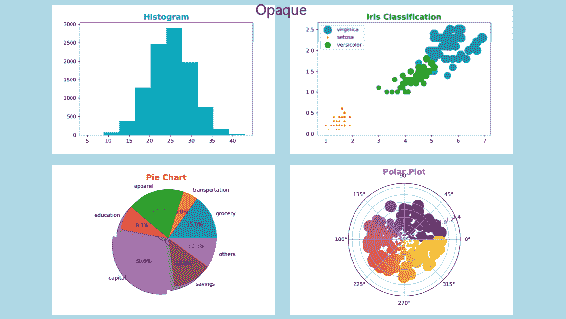 Opaque
Histogram
3000
2500
2000
1500
1000
500
0
5 10 15 20 25 30 35 40
Iris Classification
virginica
setosa
versicolor
2.5
2.0
1.5
1.0
0.5
0.0
1 2 3 4 5 6 7
Pie Chart
apparel
transportation
education
grocery
capital
others
savings
Polar Plot
135° 45°
180° 0°
225° 315°
270°